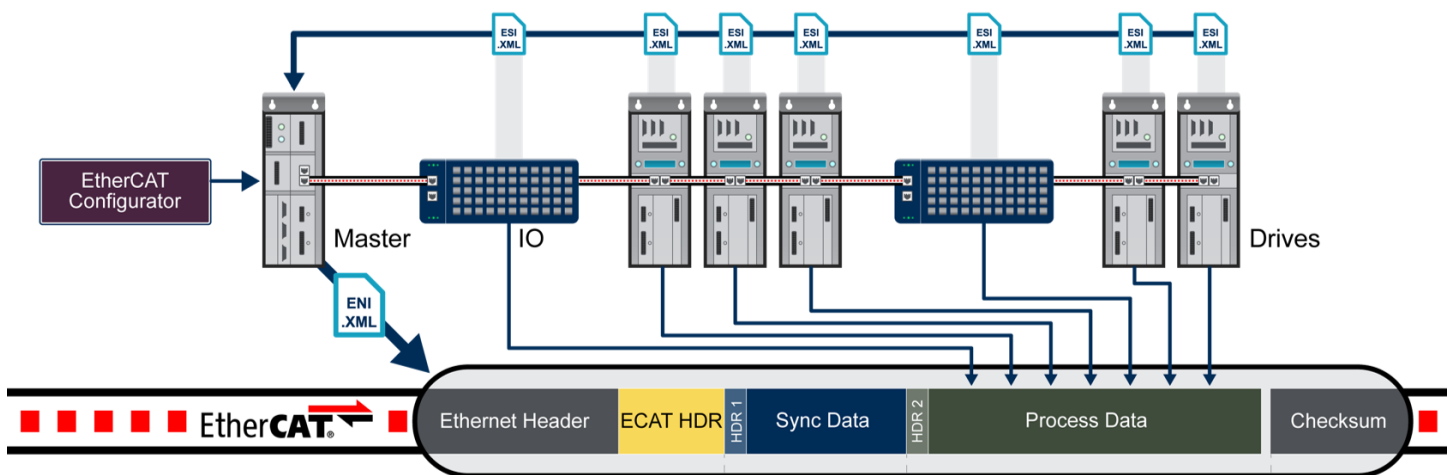 ESI
.XML
ESI
.XML
ESI
.XML
ESI
.XML
ESI
.XML
ESI
.XML
ESI
.XML
EtherCAT
Configurator
Master
IO
Drives
ENI
.XML
EtherCAT®
Ethernet Header
ECAT HDR
HDR 1
Sync Data
HDR 2
Process Data
Checksum